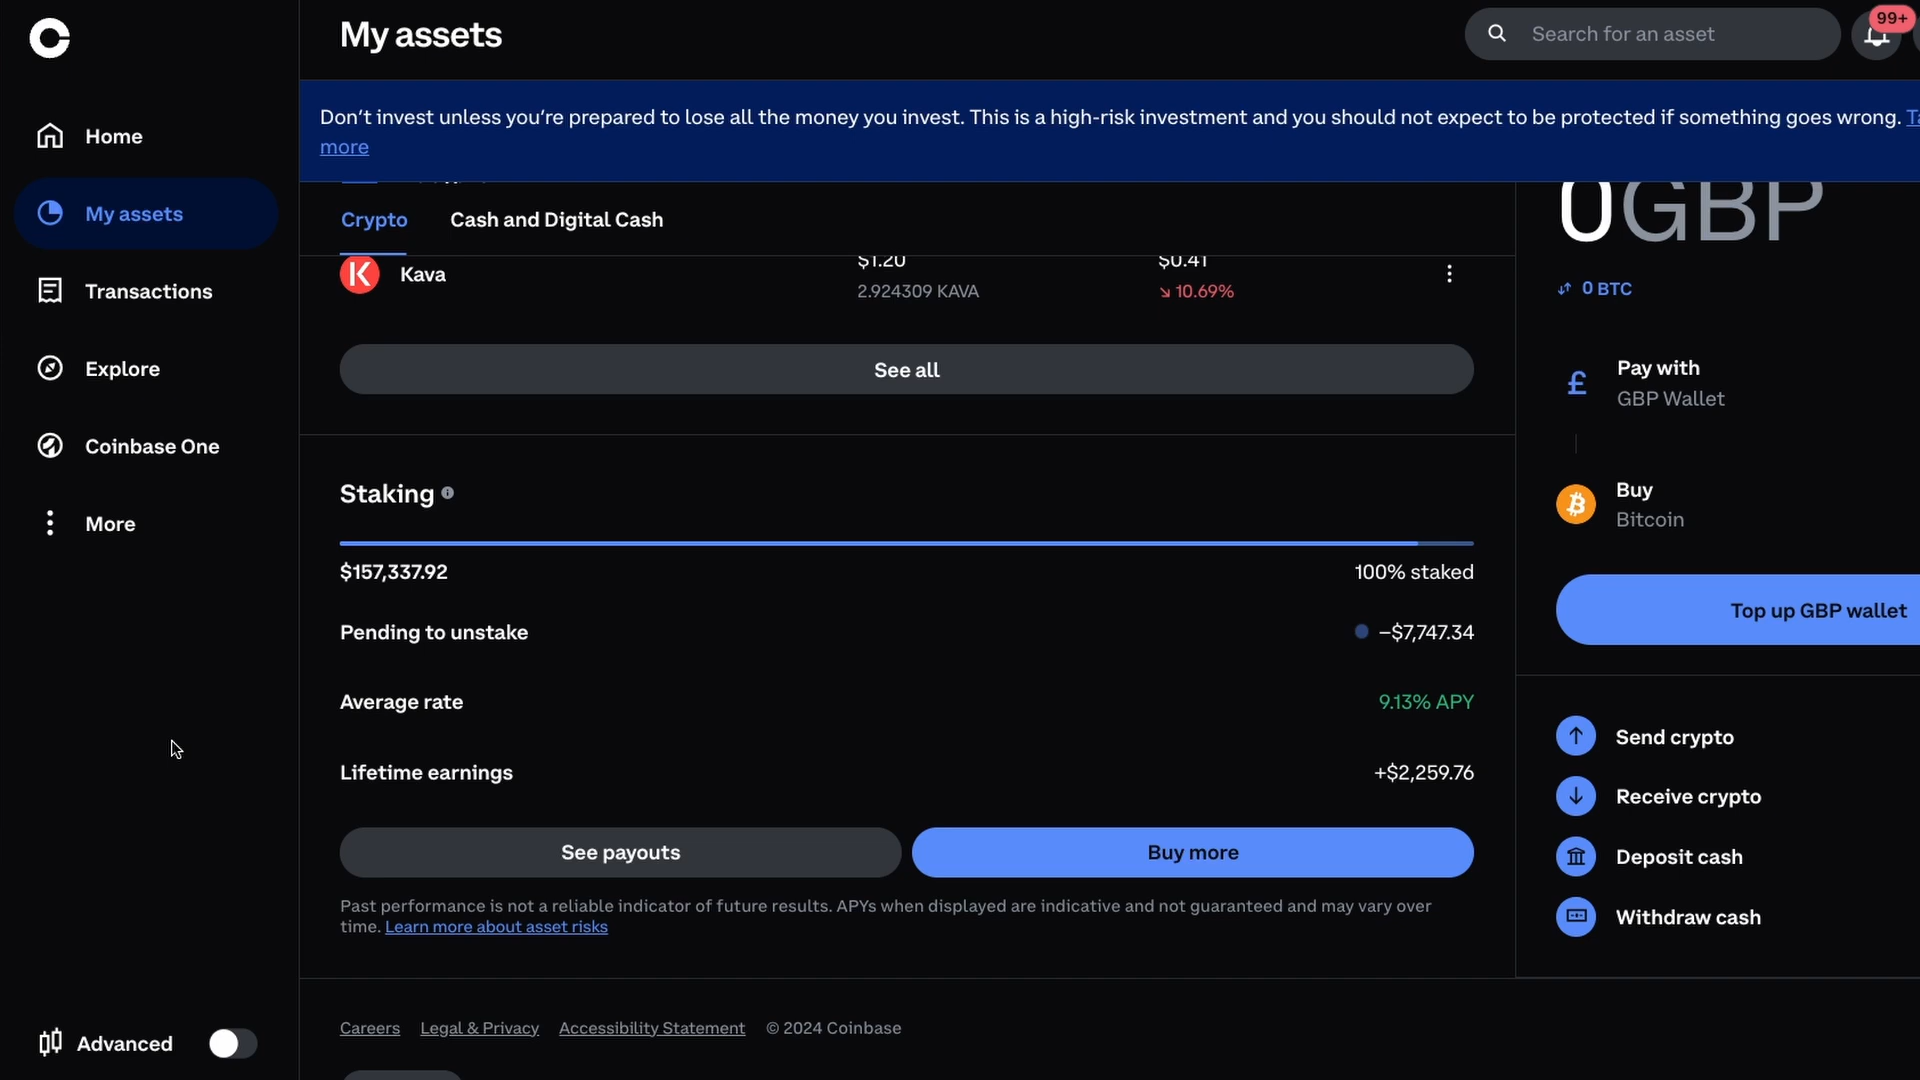 My assets
Search for an asset
99+
Don't invest unless you're prepared to lose all the money you invest. This is a high-risk investment and you should not expect to be protected if something goes wrong.
more
Home
My assets
Transactions
Explore
Coinbase One
More
Advanced
Crypto
Cash and Digital Cash
Kava
$1.20
$0.41
2.924309 KAVA
↘ 10.69%
See all
Staking
$157,337.92
100% staked
Pending to unstake
–$7,747.34
Average rate
9.13% APY
Lifetime earnings
+$2,259.76
See payouts
Buy more
Past performance is not a reliable indicator of future results. APYs when displayed are indicative and not guaranteed and may vary over
time. Learn more about asset risks
Careers
Legal & Privacy
Accessibility Statement
© 2024 Coinbase
0GBP
0 BTC
£
Pay with
GBP Wallet
Buy
Bitcoin
Top up GBP wallet
Send crypto
Receive crypto
Deposit cash
Withdraw cash